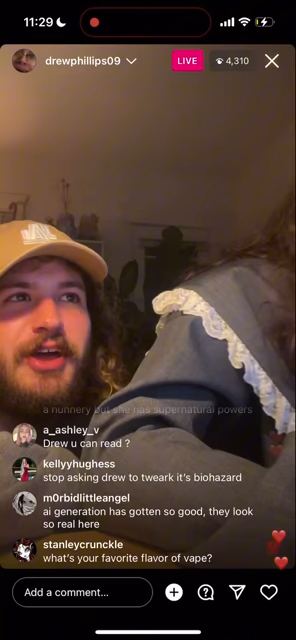 11:29
drewphillips09
LIVE
4,310
a nunnery but she has supernatural powers
a_ashley_v
Drew u can read ?
kellyyhughess
stop asking drew to tweark it's biohazard
m0rbidlittleangel
ai generation has gotten so good, they look
so real here
stanleycrunckle
what's your favorite flavor of vape?
Add a comment...